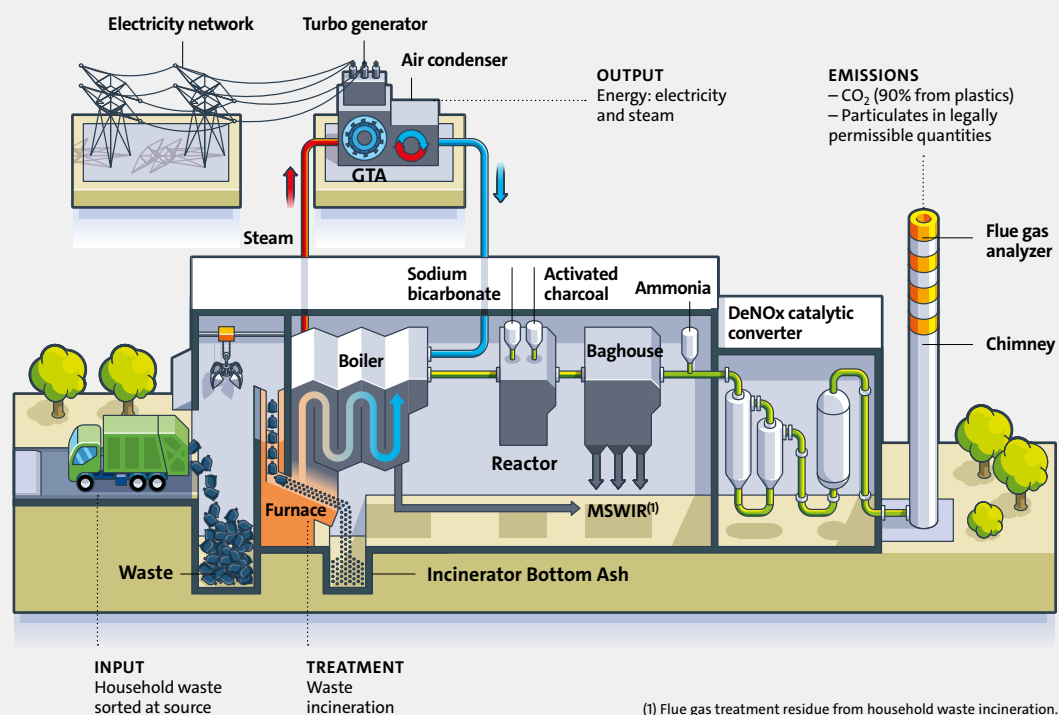 Electricity network
Turbo generator
Air condenser
OUTPUT
Energy: electricity
and steam
EMISSIONS
– CO₂ (90% from plastics)
– Particulates in legally
permissible quantities
GTA
Steam
Flue gas
analyzer
Sodium
bicarbonate
Activated
charcoal
Ammonia
DeNOx catalytic
converter
Chimney
Boiler
Baghouse
Reactor
Furnace
MSWIR(1)
Waste
Incinerator Bottom Ash
INPUT
Household waste
sorted at source
TREATMENT
Waste
incineration
(1) Flue gas treatment residue from household waste incineration.